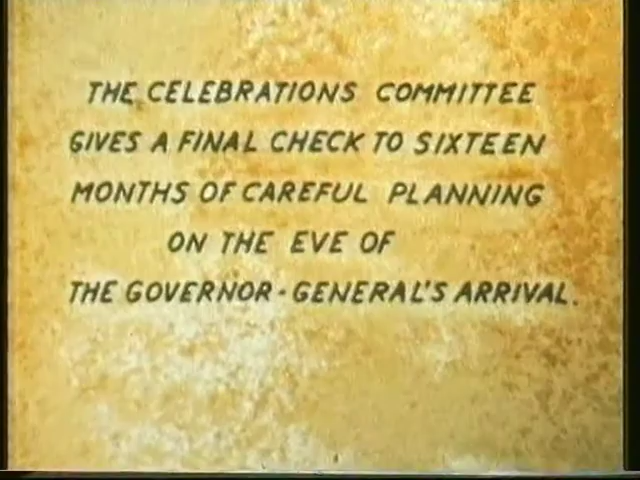 THE CELEBRATIONS COMMITTEE
GIVES A FINAL CHECK TO SIXTEEN
MONTHS OF CAREFUL PLANNING
ON THE EVE OF
THE GOVERNOR-GENERAL'S ARRIVAL.